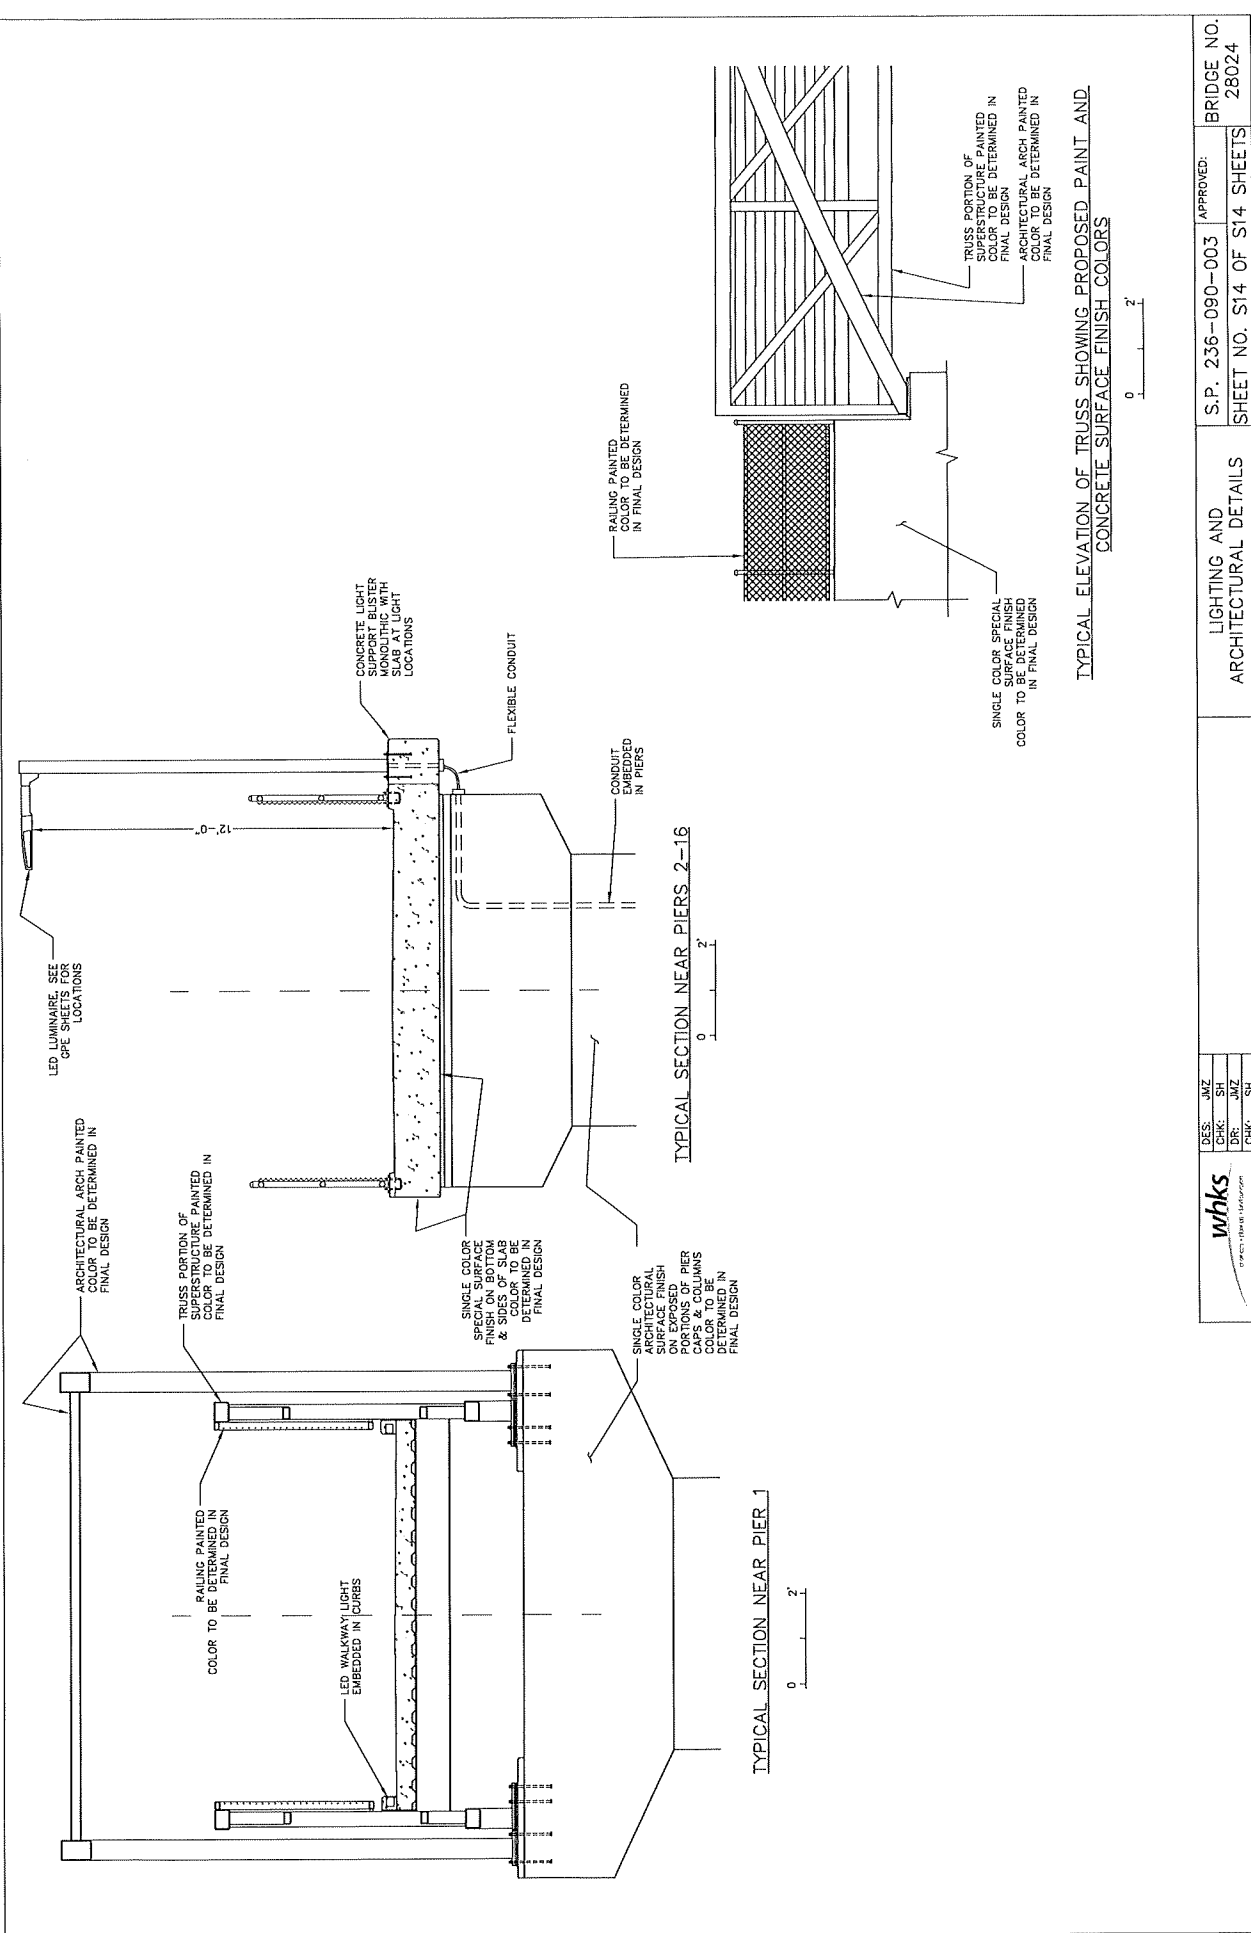 ARCHITECTURAL ARCH PAINTED
COLOR TO BE DETERMINED IN
FINAL DESIGN
TRUSS PORTION OF
SUPERSTRUCTURE PAINTED
COLOR TO BE DETERMINED IN
FINAL DESIGN
RAILING PAINTED
COLOR TO BE DETERMINED IN
FINAL DESIGN
LED WALKWAY LIGHT
EMBEDDED IN CURBS
SINGLE COLOR
ARCHITECTURAL
SURFACE FINISH
ON EXPOSED
PORTIONS OF PIER
CAPS & COLUMNS
COLOR TO BE
DETERMINED IN
FINAL DESIGN
TYPICAL SECTION NEAR PIER 1
0 2'
LED LUMINAIRE, SEE
GPE SHEETS FOR
LOCATIONS
12'-0"
CONCRETE LIGHT
SUPPORT BLISTER
MONOLITHIC WITH
SLAB AT LIGHT
LOCATIONS
FLEXIBLE CONDUIT
CONDUIT
EMBEDDED
IN PIERS
SINGLE COLOR
SPECIAL SURFACE
FINISH ON BOTTOM
& SIDES OF SLAB
COLOR TO BE
DETERMINED IN
FINAL DESIGN
TYPICAL SECTION NEAR PIERS 2-16
0 2'
RAILING PAINTED
COLOR TO BE DETERMINED
IN FINAL DESIGN
TRUSS PORTION OF
SUPERSTRUCTURE PAINTED
COLOR TO BE DETERMINED IN
FINAL DESIGN
ARCHITECTURAL ARCH PAINTED
COLOR TO BE DETERMINED IN
FINAL DESIGN
SINGLE COLOR SPECIAL
SURFACE FINISH
COLOR TO BE DETERMINED
IN FINAL DESIGN
TYPICAL ELEVATION OF TRUSS SHOWING PROPOSED PAINT AND
CONCRETE SURFACE FINISH COLORS
0 2'
whks
DES: JMZ
CHK: SH
DR: JMZ
CHK: SH
LIGHTING AND
ARCHITECTURAL DETAILS
S.P. 236-090-003
APPROVED:
SHEET NO. S14 OF S14 SHEETS
BRIDGE NO.
28024